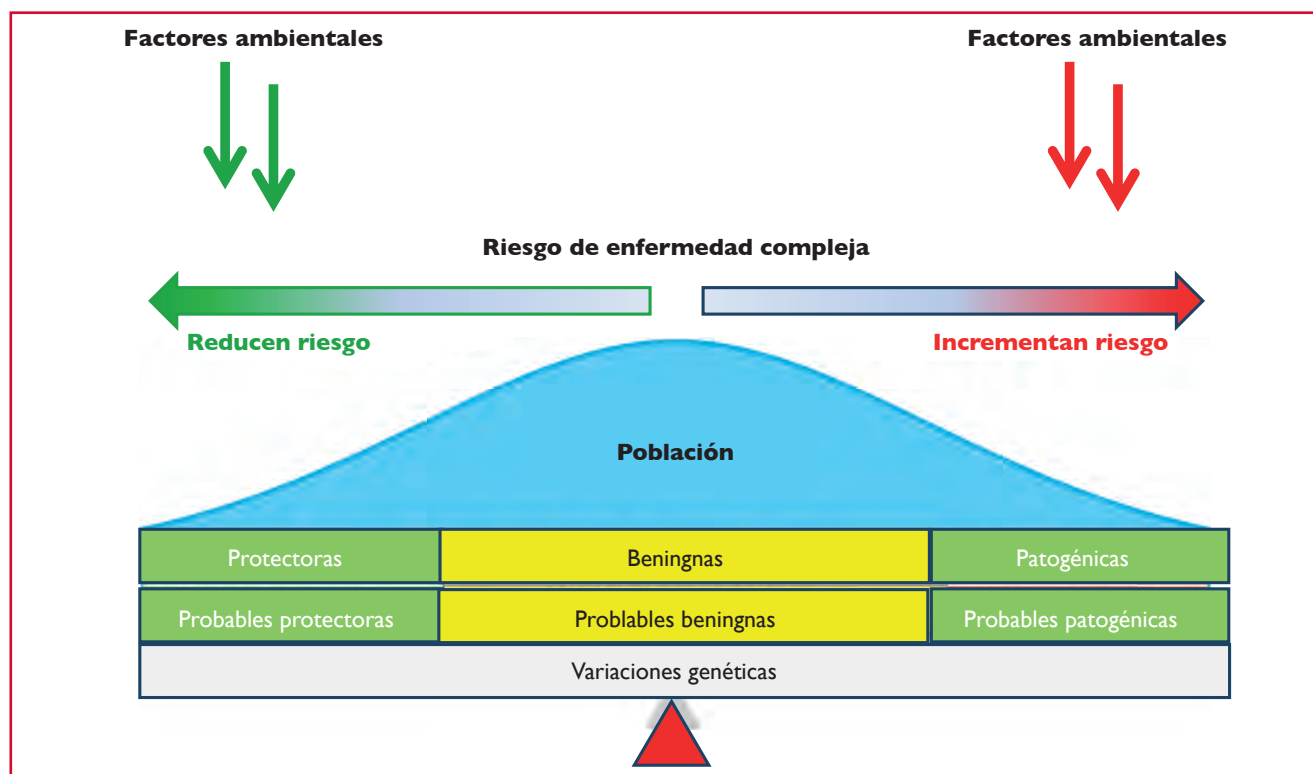 Factores ambientales
Factores ambientales
Riesgo de enfermedad compleja
Reducen riesgo
Incrementan riesgo
Población
Protectoras
Beningnas
Patogénicas
Probables protectoras
Problables beningnas
Probables patogénicas
Variaciones genéticas